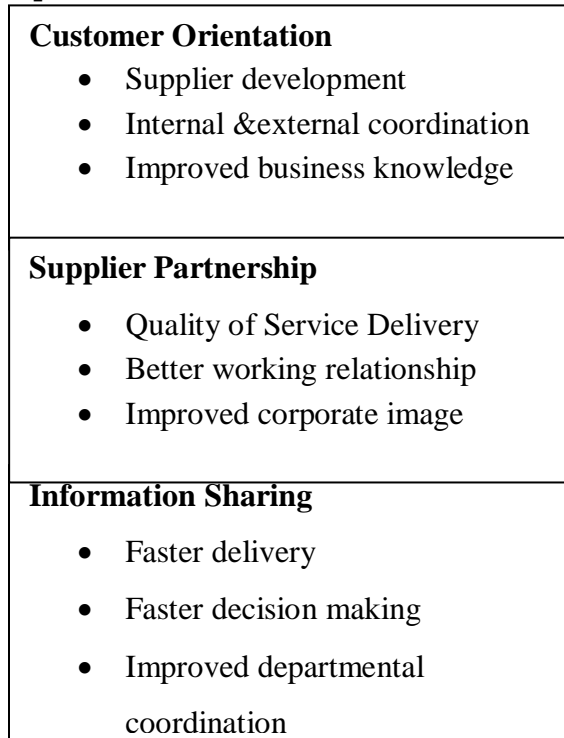 Customer Orientation
• Supplier development
• Internal &external coordination
• Improved business knowledge
Supplier Partnership
• Quality of Service Delivery
• Better working relationship
• Improved corporate image
Information Sharing
• Faster delivery
• Faster decision making
• Improved departmental
coordination